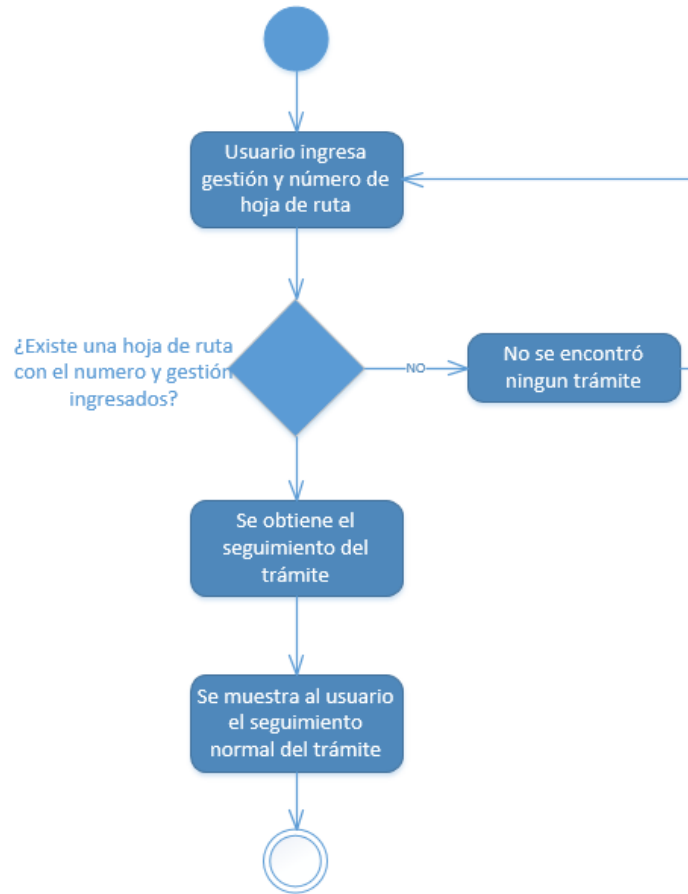 Usuario ingresa
gestión y número de
hoja de ruta
¿Existe una hoja de ruta
con el numero y gestión
ingresados?
NO
No se encontró
ningun trámite
Se obtiene el
seguimiento del
trámite
Se muestra al usuario
el seguimiento
normal del trámite